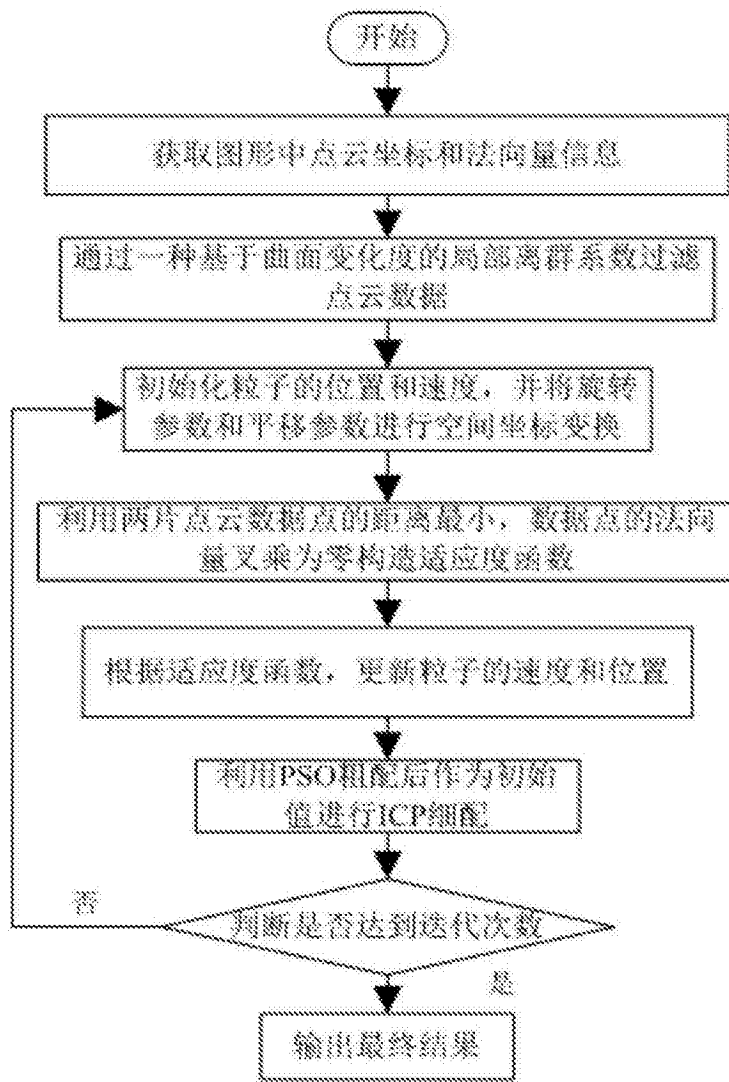 开始
获取图形中点云坐标和法向量信息
通过一种基于曲面变化度的局部离群系数过滤
点云数据
初始化粒子的位置和速度，并将旋转
参数和平移参数进行空间坐标变换
利用两片点云数据点的距离最小，数据点的法向
量叉乘为零构造适应度函数
根据适应度函数，更新粒子的速度和位置
利用PSO粗配后作为初始
值进行ICP细配
否
判断是否达到迭代次数
是
输出最终结果